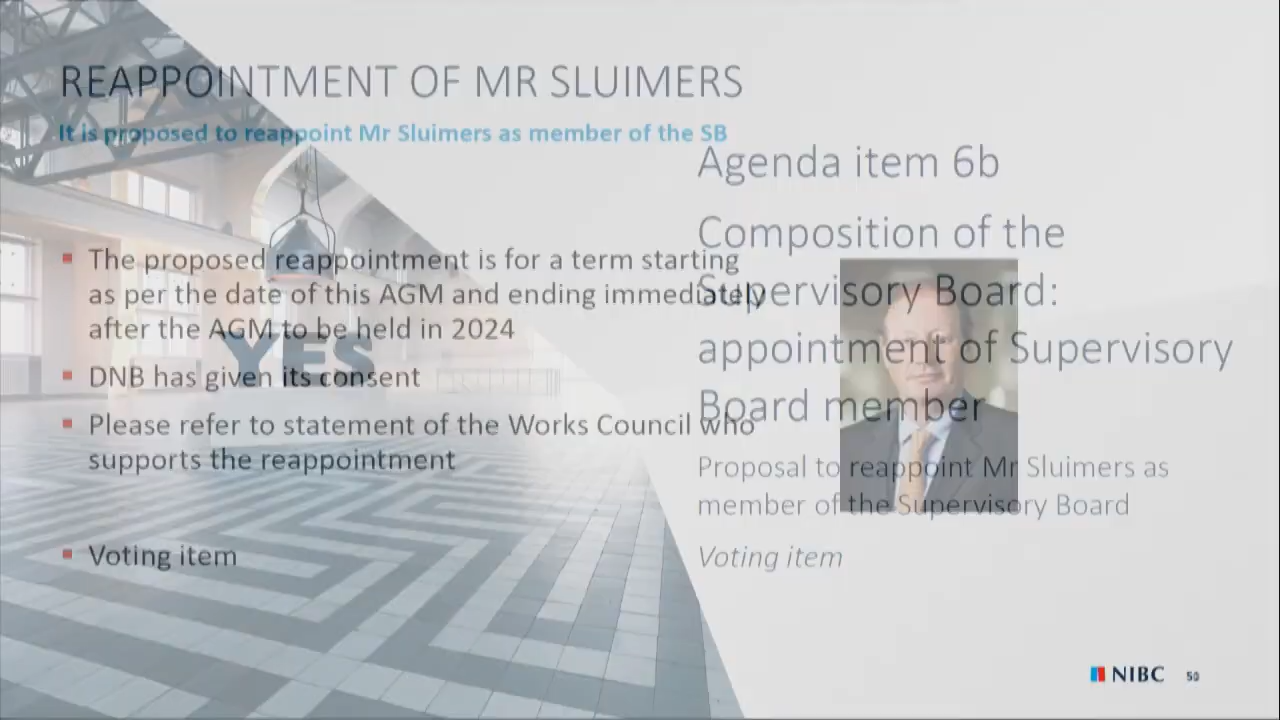 REAPPOINTMENT OF MR SLUIMERS
It is proposed to reappoint Mr Sluimers as member of the SB
▪ The proposed reappointment is for a term starting
as per the date of this AGM and ending immediately
after the AGM to be held in 2024
▪ DNB has given its consent
▪ Please refer to statement of the Works Council who
supports the reappointment
▪ Voting item
YES
Agenda item 6b
Composition of the
Supervisory Board:
appointment of Supervisory
Board member
Proposal to reappoint Mr Sluimers as
member of the Supervisory Board
Voting item
NIBC 50